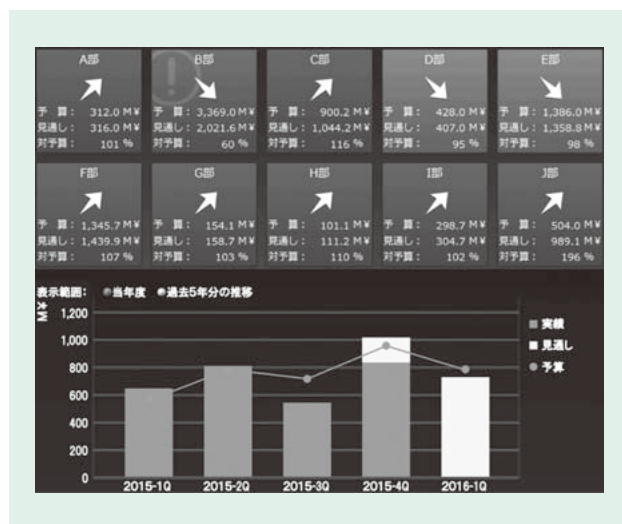 A部 B部 C部 D部 E部
予 算: 312.0 M¥ 予 算: 3,369.0 M¥ 予 算: 900.2 M¥ 予 算: 428.0 M¥ 予 算: 1,386.0 M¥
見通し: 316.0 M¥ 見通し: 2,021.6 M¥ 見通し: 1,044.2 M¥ 見通し: 407.0 M¥ 見通し: 1,358.8 M¥
対予算: 101 % 対予算: 60 % 対予算: 116 % 対予算: 95 % 対予算: 98 %
F部 G部 H部 I部 J部
予 算: 1,345.7 M¥ 予 算: 154.1 M¥ 予 算: 101.1 M¥ 予 算: 298.7 M¥ 予 算: 504.0 M¥
見通し: 1,439.9 M¥ 見通し: 158.7 M¥ 見通し: 111.2 M¥ 見通し: 304.7 M¥ 見通し: 989.1 M¥
対予算: 107 % 対予算: 103 % 対予算: 110 % 対予算: 102 % 対予算: 196 %
表示範囲: 当年度 過去5年分の推移
M¥
1,200
1,000
800
600
400
200
0
2015-1Q 2015-2Q 2015-3Q 2015-4Q 2016-1Q
実績
見通し
予算